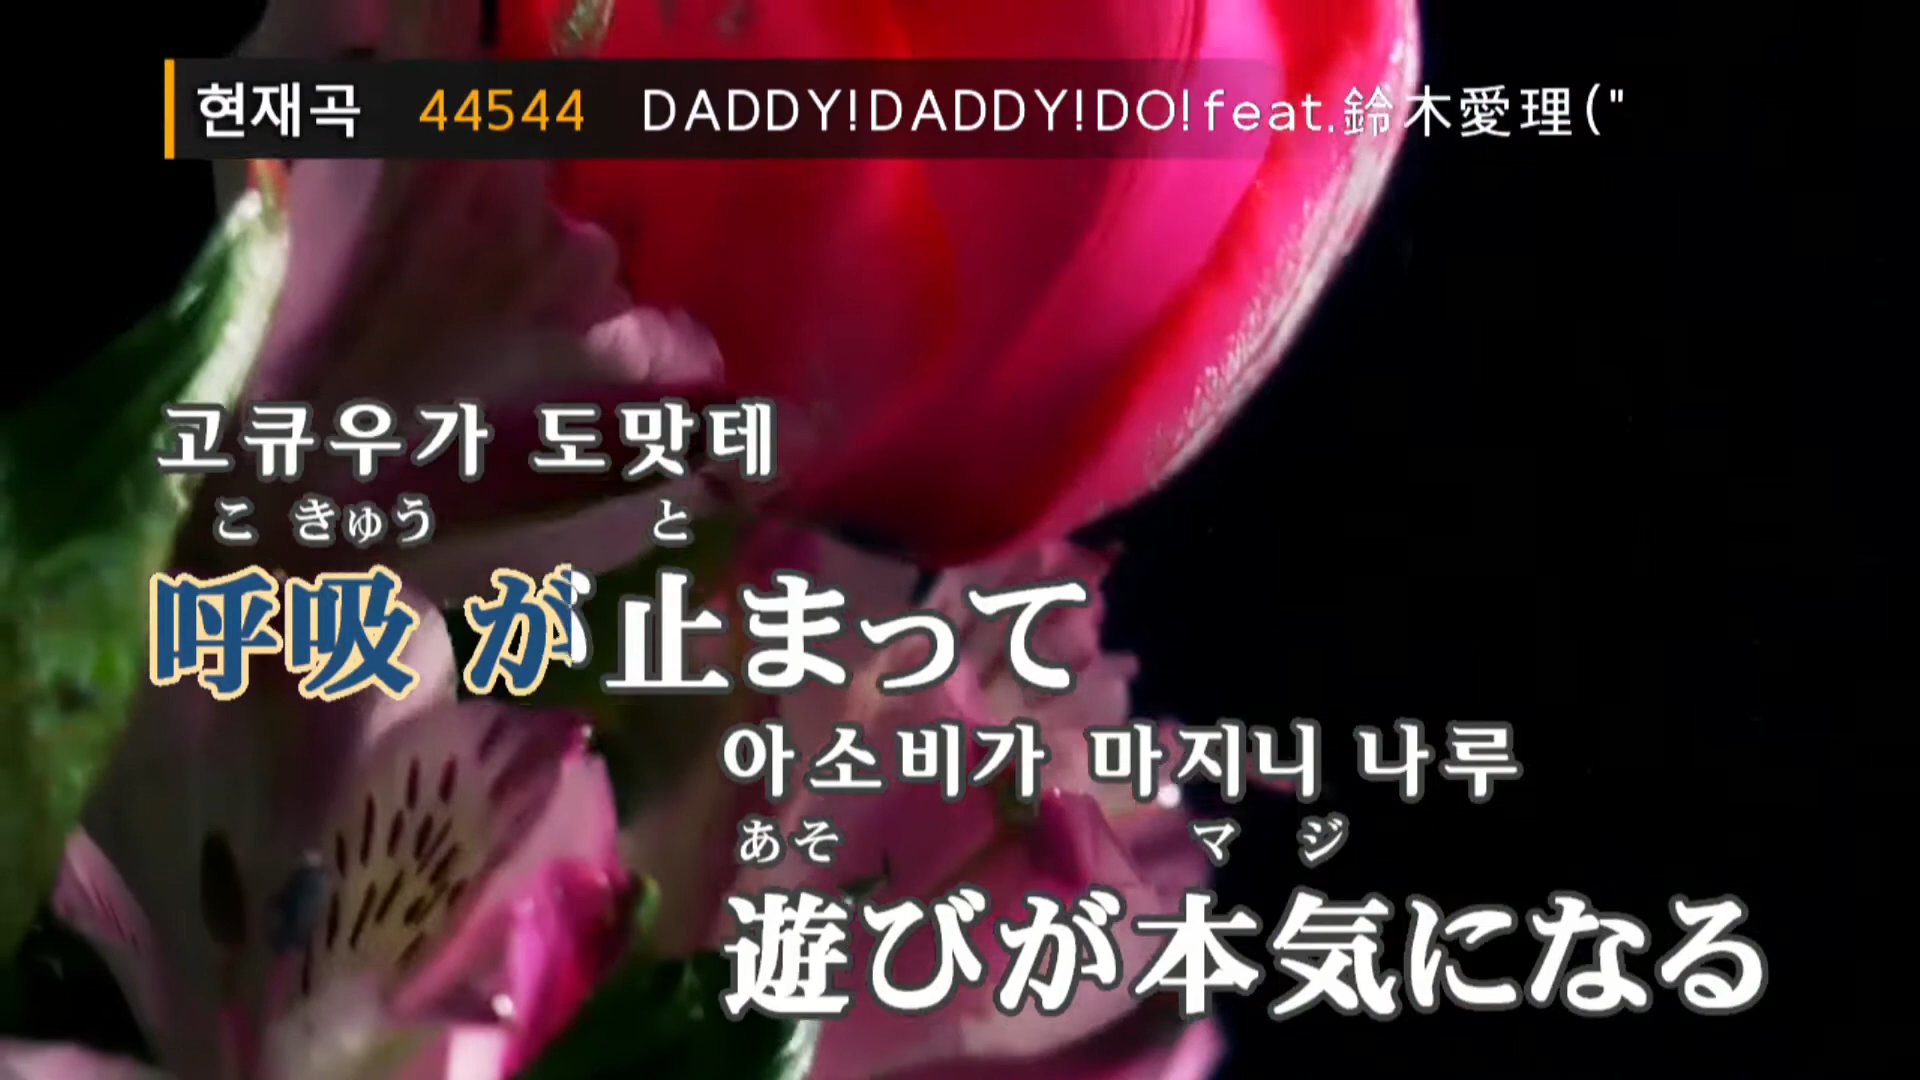 현재곡 44544 DADDY!DADDY!DO!feat.鈴木愛理("
고큐우가 도맛테
こ きゅう と
呼吸 が止まって
아소비가 마지니 나루
あそ マ ジ
遊びが本気になる